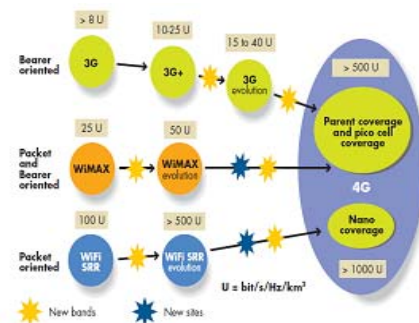 > 8 U
10-25 U
15 to 40 U
> 500 U
Bearer
oriented
3G
3G+
3G
evolution
Parent coverage
and pico cell
coverage
25 U
50 U
Packet
and
Bearer
oriented
WiMAX
WiMAX
evolution
4G
100 U
> 500 U
Packet
oriented
WiFi
SRR
WiFi SRR
evolution
Nano
coverage
> 1000 U
U = bit/s/Hz/km²
New bands
New sites